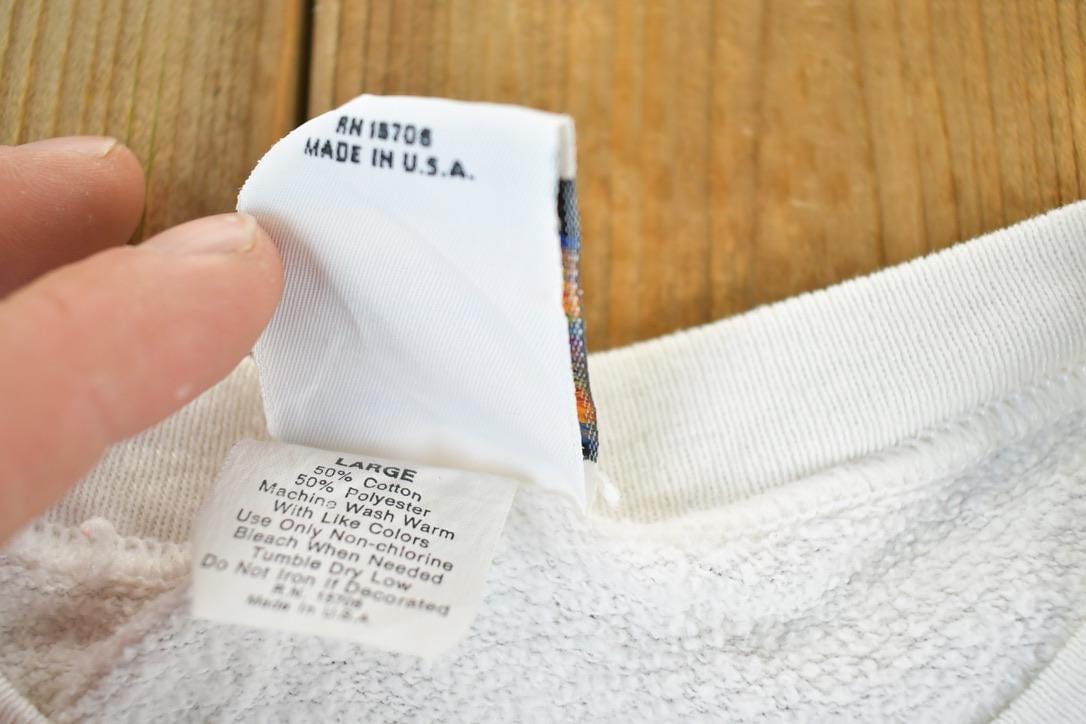 RN 15706
MADE IN U.S.A.
LARGE
50% Cotton
50% Polyester
Machine Wash Warm
With Like Colors
Use Only Non-chlorine
Bleach When Needed
Tumble Dry Low
Do Not Iron If Decorated
R.N. 15706
Made in U.S.A